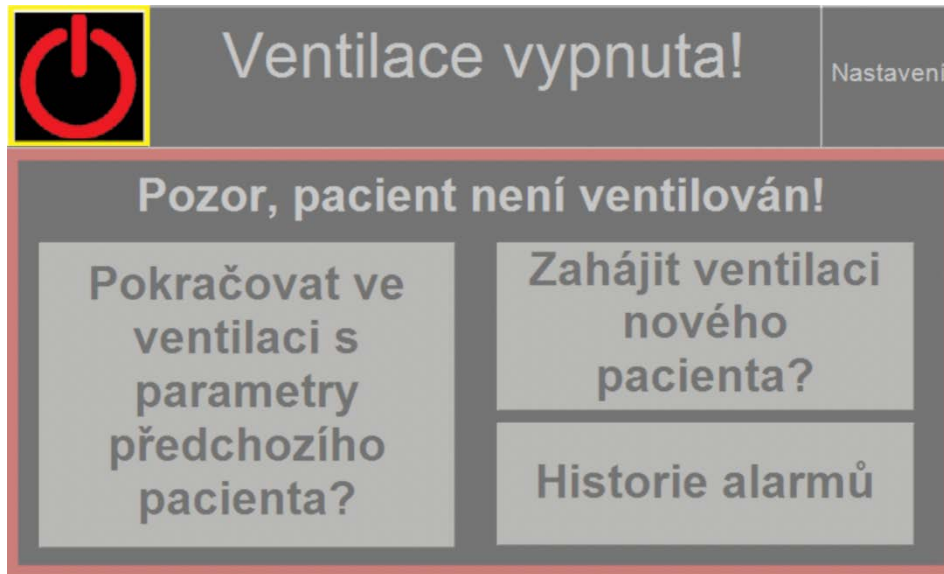 Ventilace vypnuta!
Nastavení
Pozor, pacient není ventilován!
Pokračovat ve
ventilaci s
parametry
předchozího
pacienta?
Zahájit ventilaci
nového
pacienta?
Historie alarmů